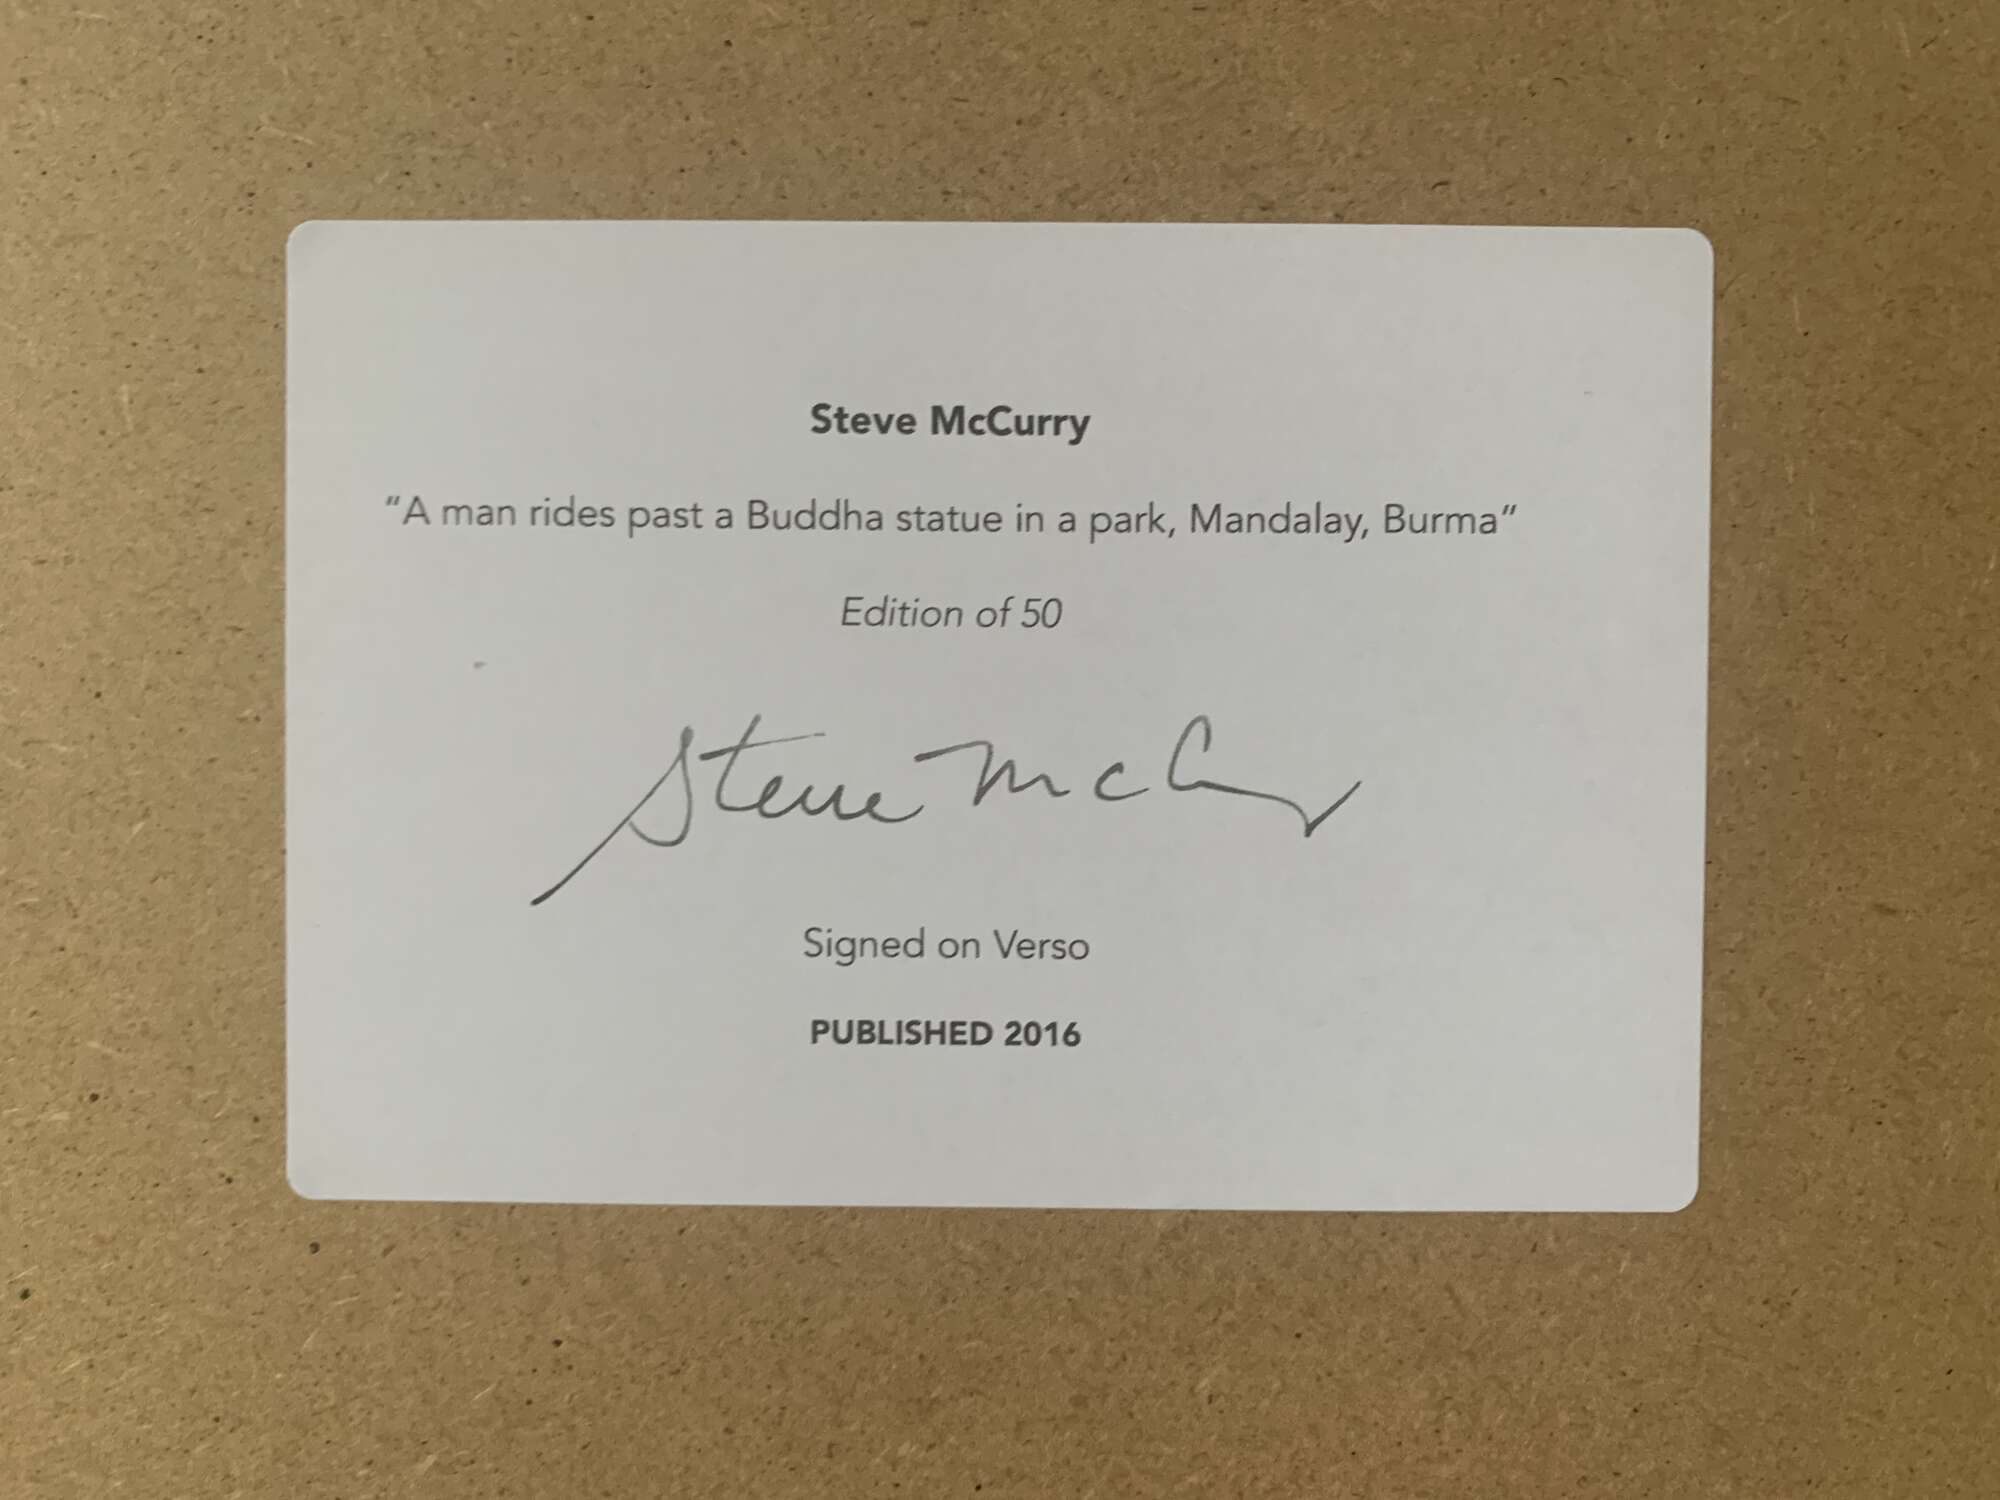 Steve McCurry
“A man rides past a Buddha statue in a park, Mandalay, Burma”
Edition of 50
Steve McCurry
Signed on Verso
PUBLISHED 2016